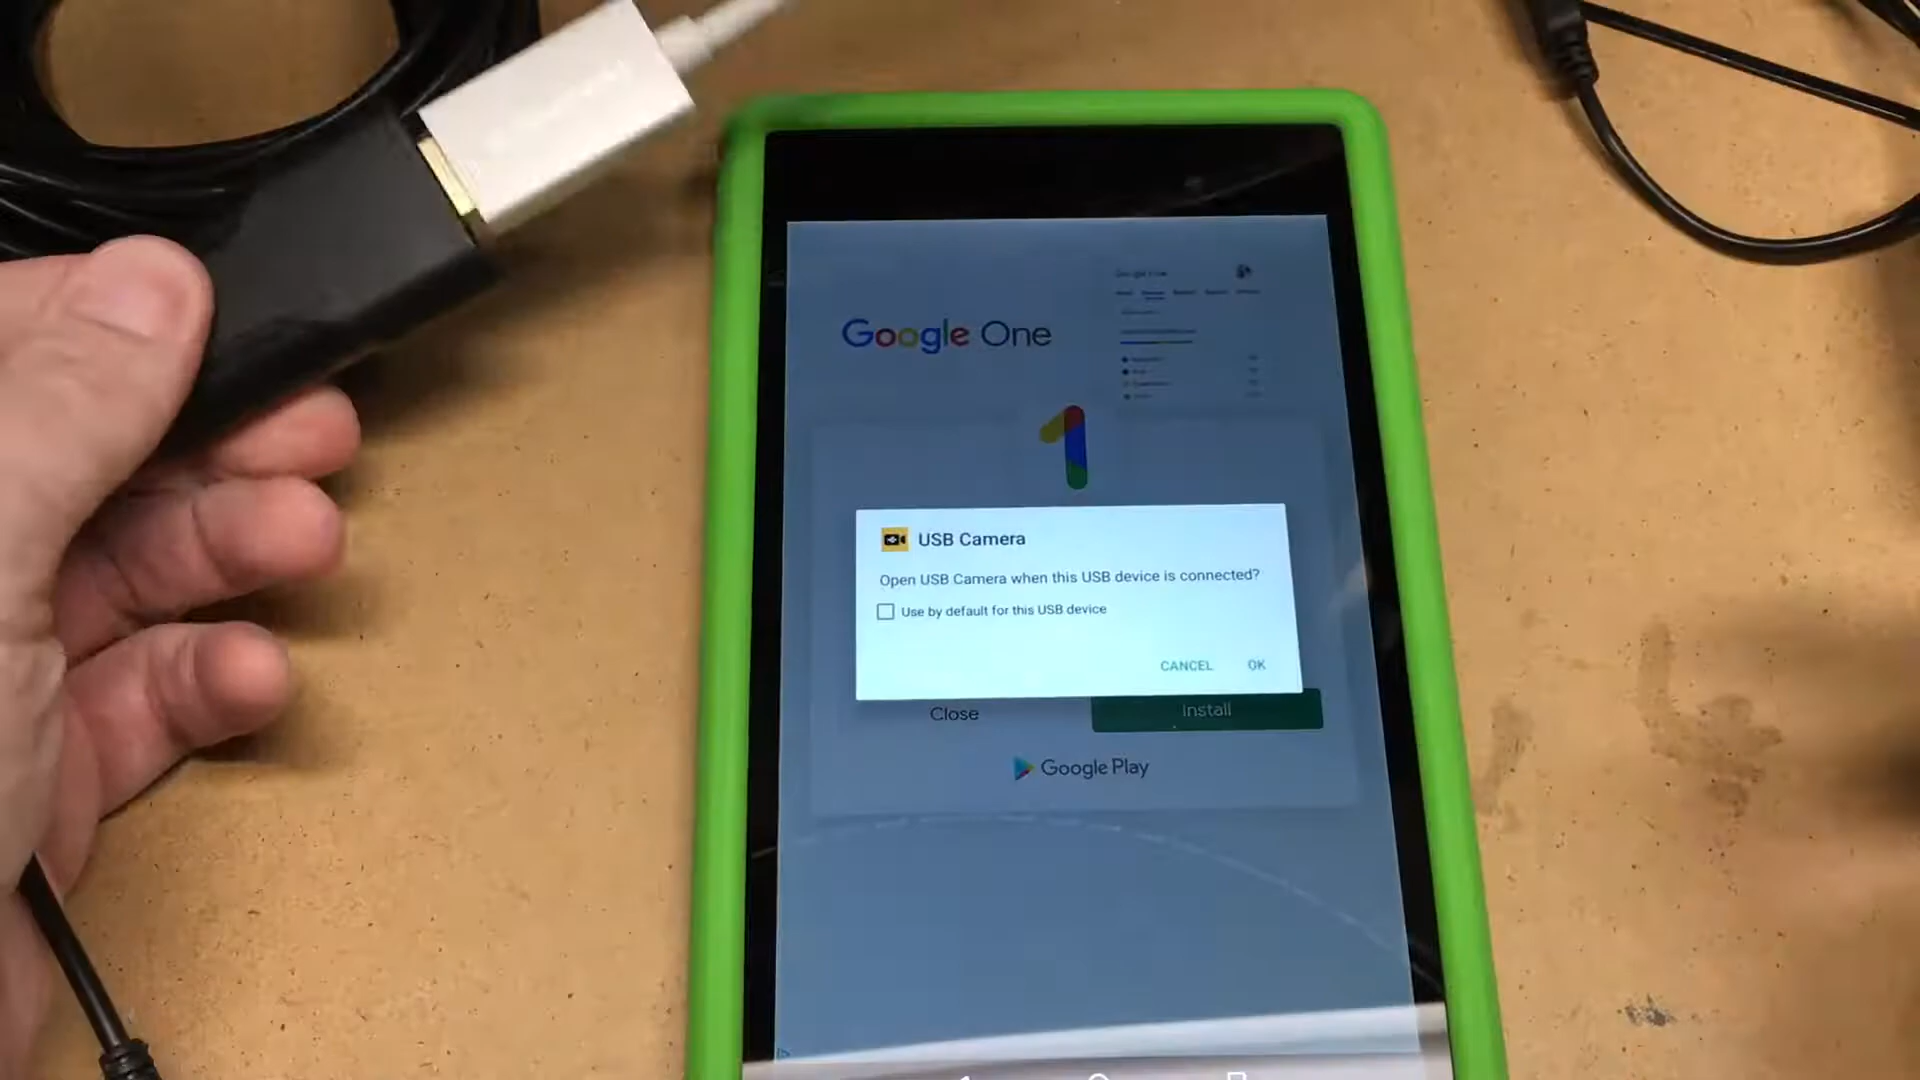 Google One
USB Camera
Open USB Camera when this USB device is connected?
Use by default for this USB device
CANCEL OK
Close Install
Google Play